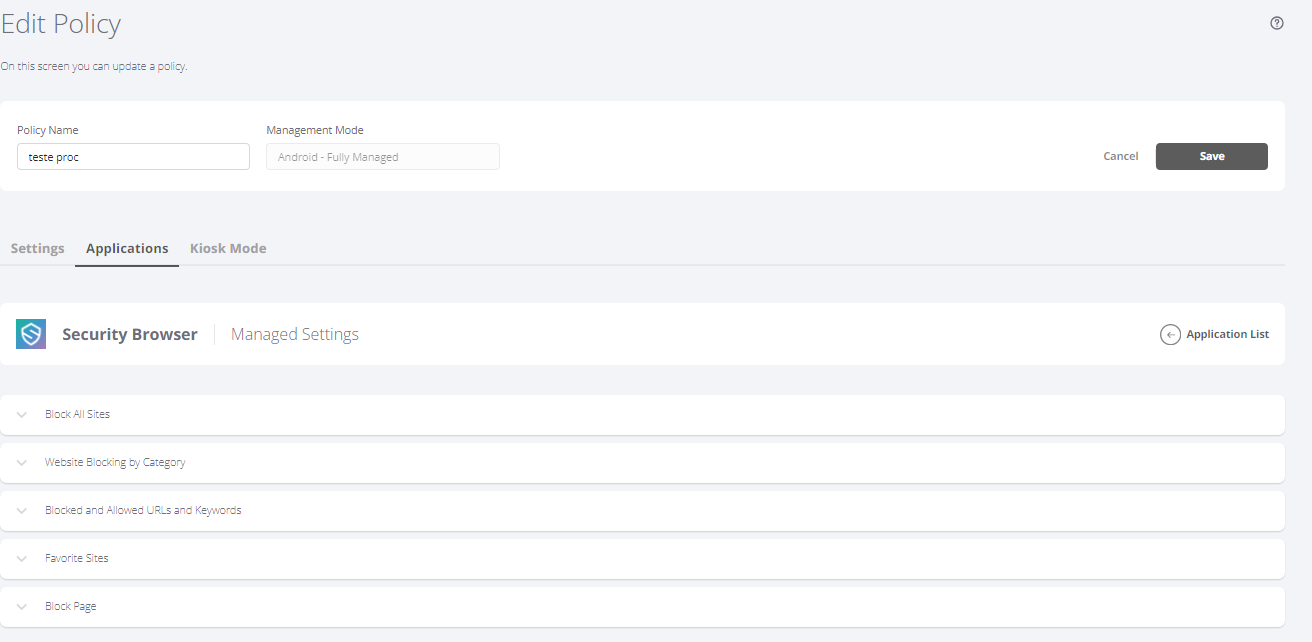 Edit Policy
On this screen you can update a policy.
Policy Name
Management Mode
teste proc
Android - Fully Managed
Cancel
Save
Settings
Applications
Kiosk Mode
Security Browser
Managed Settings
Application List
Block All Sites
Website Blocking by Category
Blocked and Allowed URLs and Keywords
Favorite Sites
Block Page